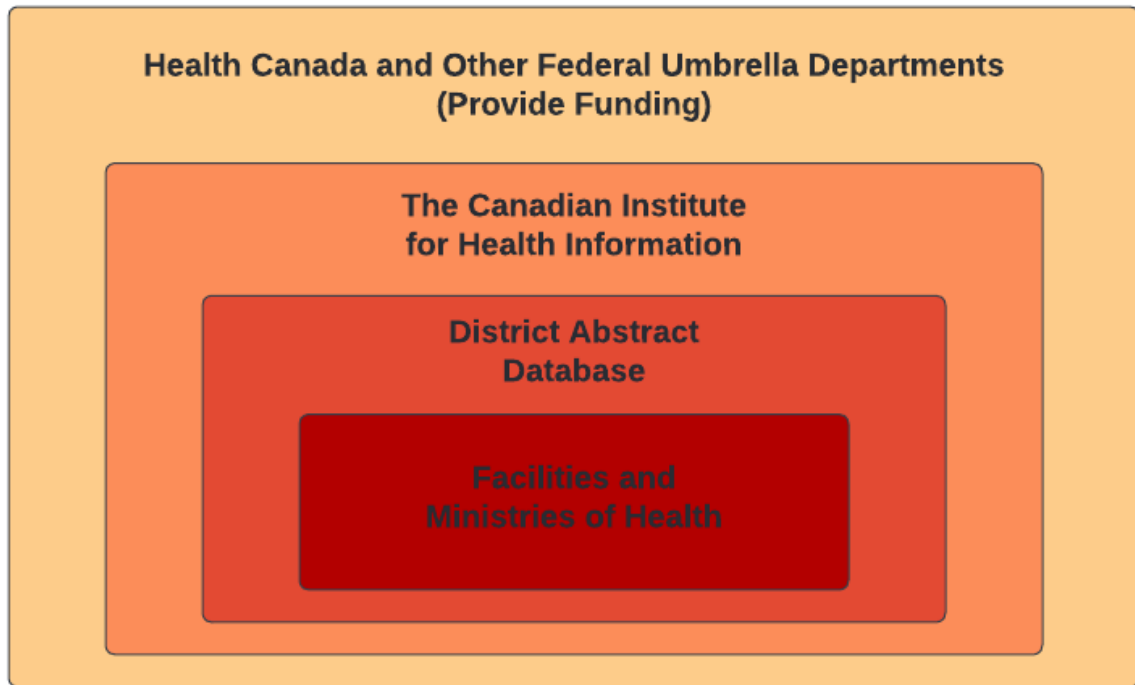 Health Canada and Other Federal Umbrella Departments
(Provide Funding)
The Canadian Institute
for Health Information
District Abstract
Database
Facilities and
Ministries of Health